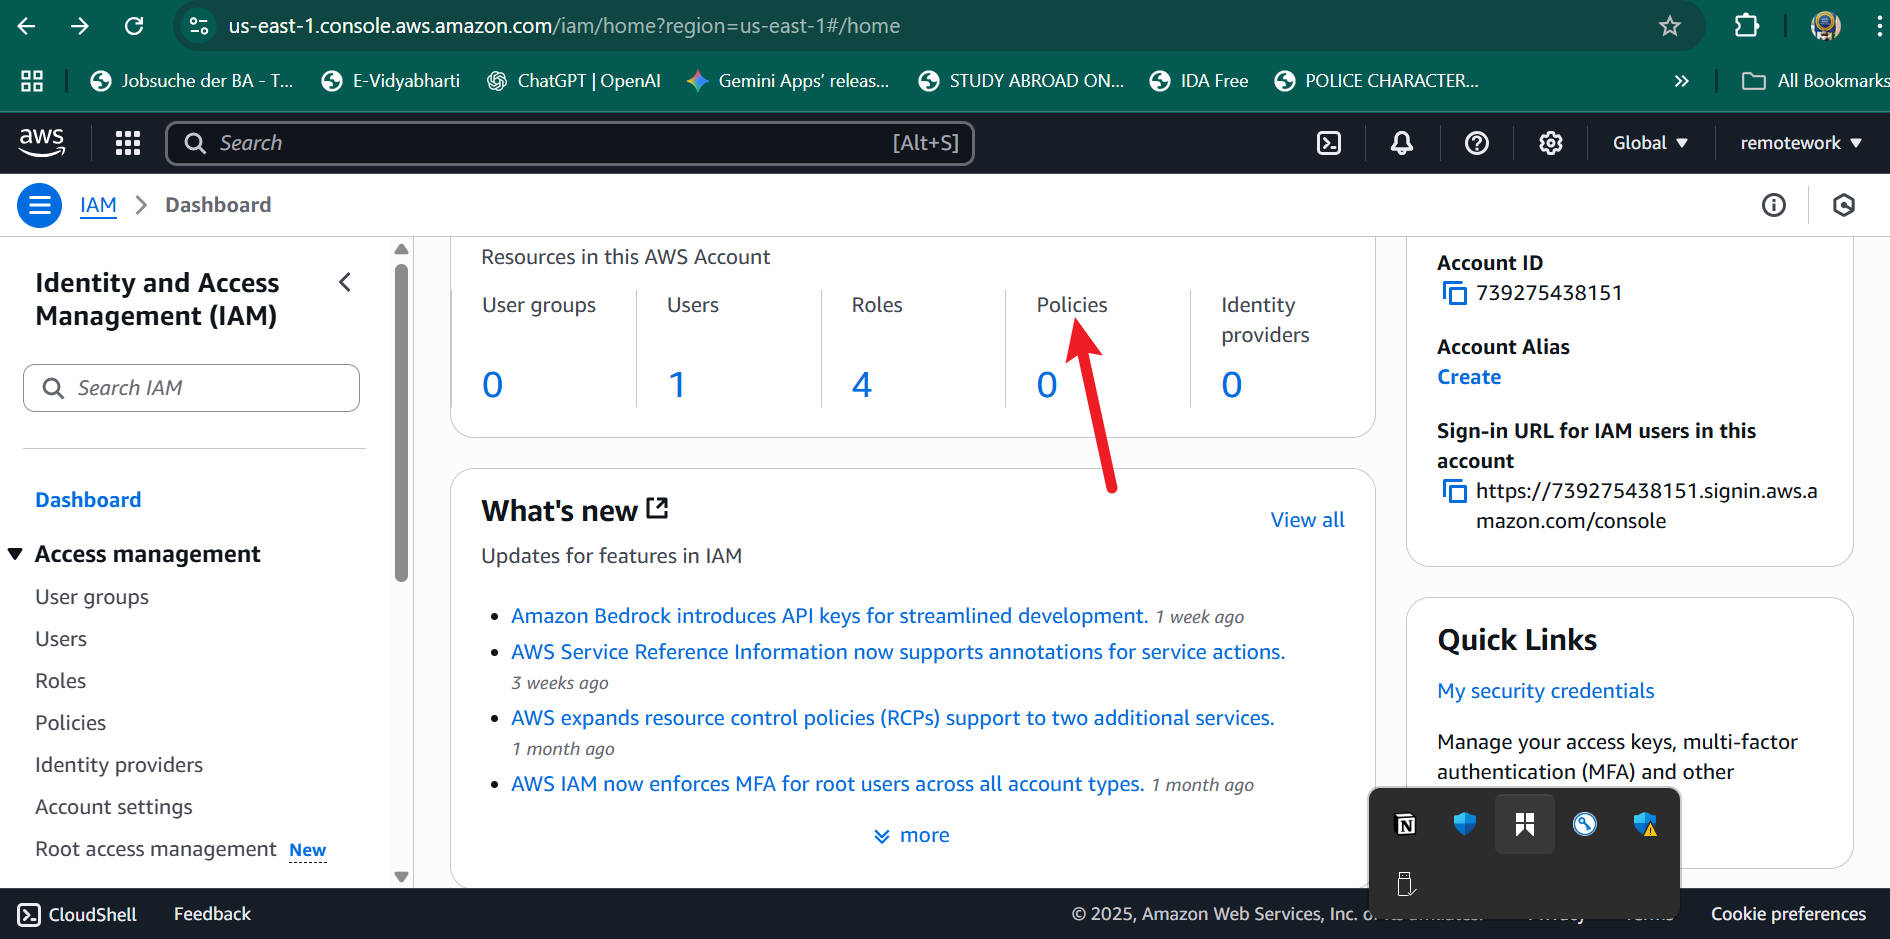 us-east-1.console.aws.amazon.com/iam/home?region=us-east-1#/home
Jobsuche der BA - T...
E-Vidyabharti
ChatGPT | OpenAI
Gemini Apps' releas...
STUDY ABROAD ON...
IDA Free
POLICE CHARACTER...
All Bookmarks
aws
Search
[Alt+S]
Global
remotework
IAM
Dashboard
Identity and Access
Management (IAM)
Search IAM
Dashboard
Access management
User groups
Users
Roles
Policies
Identity providers
Account settings
Root access management New
Resources in this AWS Account
User groups
0
Users
1
Roles
4
Policies
0
Identity
providers
0
What's new
View all
Updates for features in IAM
Amazon Bedrock introduces API keys for streamlined development. 1 week ago
AWS Service Reference Information now supports annotations for service actions.
3 weeks ago
AWS expands resource control policies (RCPs) support to two additional services.
1 month ago
AWS IAM now enforces MFA for root users across all account types. 1 month ago
more
Account ID
739275438151
Account Alias
Create
Sign-in URL for IAM users in this
account
https://739275438151.signin.aws.a
mazon.com/console
Quick Links
My security credentials
Manage your access keys, multi-factor
authentication (MFA) and other
N
CloudShell
Feedback
© 2025, Amazon Web Services, Inc.
Cookie preferences